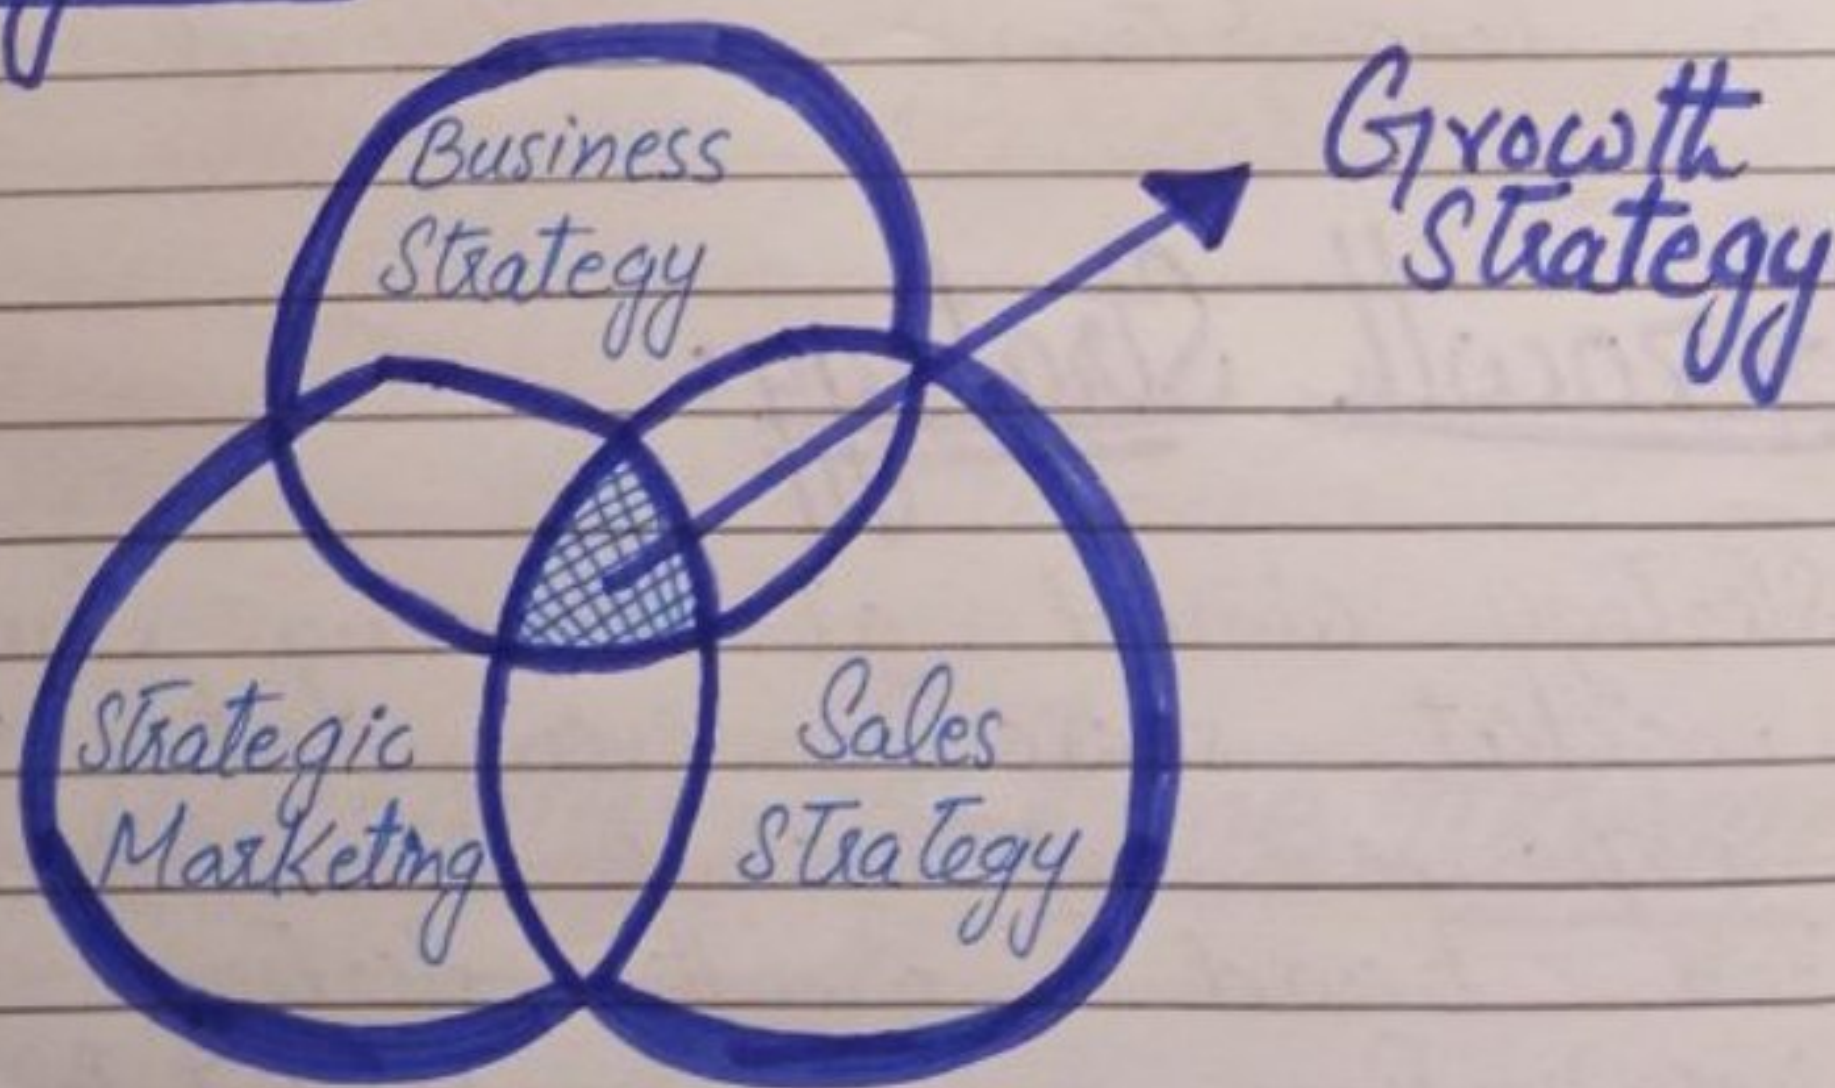 Business
Strategy
Growth
Strategy
Strategic
Marketing
Sales
Strategy